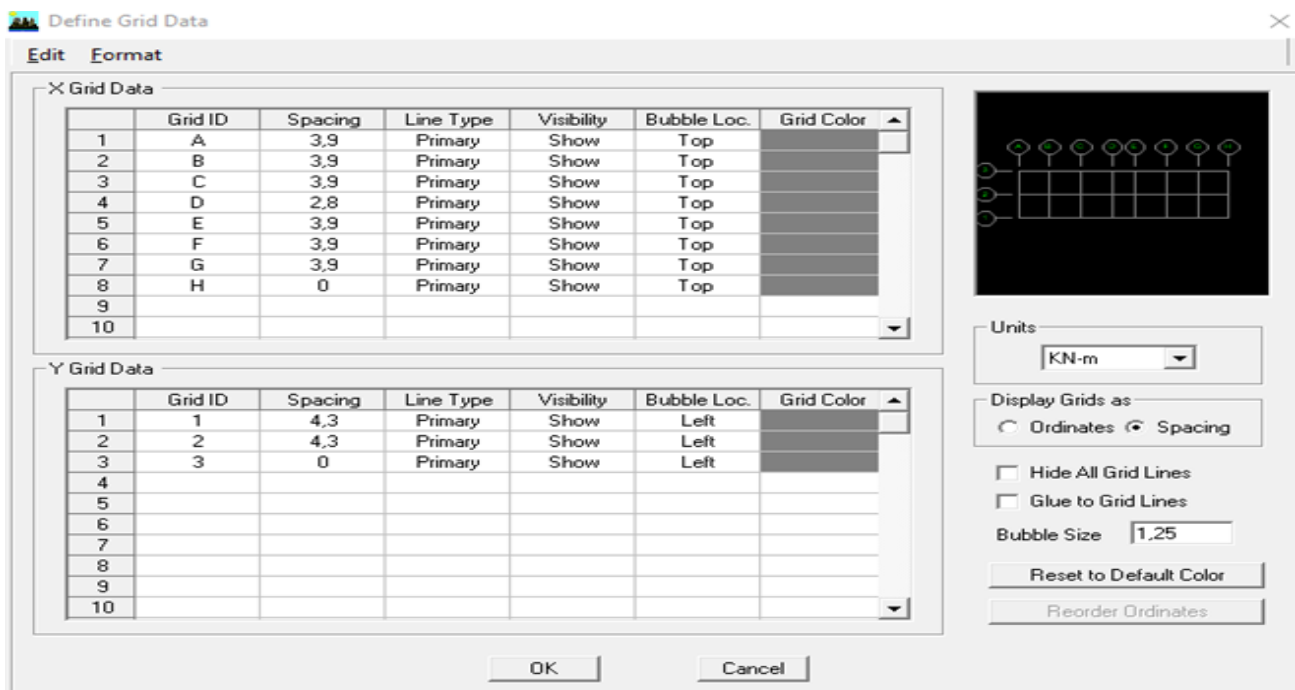 Define Grid Data
Edit Format
X Grid Data
Grid ID Spacing Line Type Visibility Bubble Loc. Grid Color
1 A 3,9 Primary Show Top
2 B 3,9 Primary Show Top
3 C 3,9 Primary Show Top
4 D 2,8 Primary Show Top
5 E 3,9 Primary Show Top
6 F 3,9 Primary Show Top
7 G 3,9 Primary Show Top
8 H 0 Primary Show Top
9
10
Y Grid Data
Grid ID Spacing Line Type Visibility Bubble Loc. Grid Color
1 1 4,3 Primary Show Left
2 2 4,3 Primary Show Left
3 3 0 Primary Show Left
4
5
6
7
8
9
10
Units
KN-m
Display Grids as
Ordinates Spacing
Hide All Grid Lines
Glue to Grid Lines
Bubble Size 1,25
Reset to Default Color
Reorder Ordinates
OK Cancel